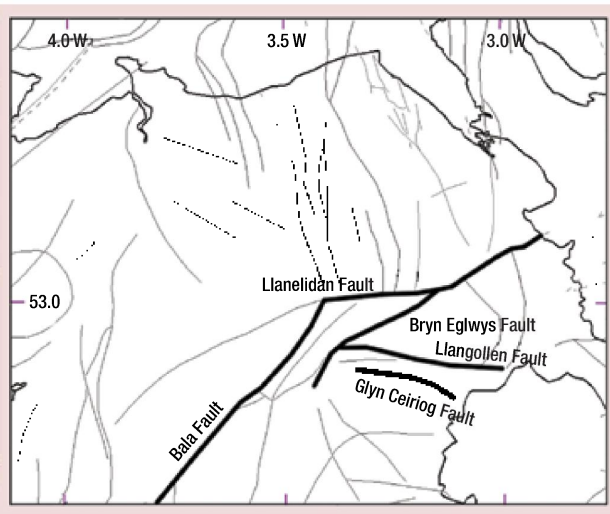 4.0 W
3.5 W
3.0 W
Llanelidan Fault
53.0
Bryn Eglwys Fault
Llangollen Fault
Glyn Ceiriog Fault
Bala Fault